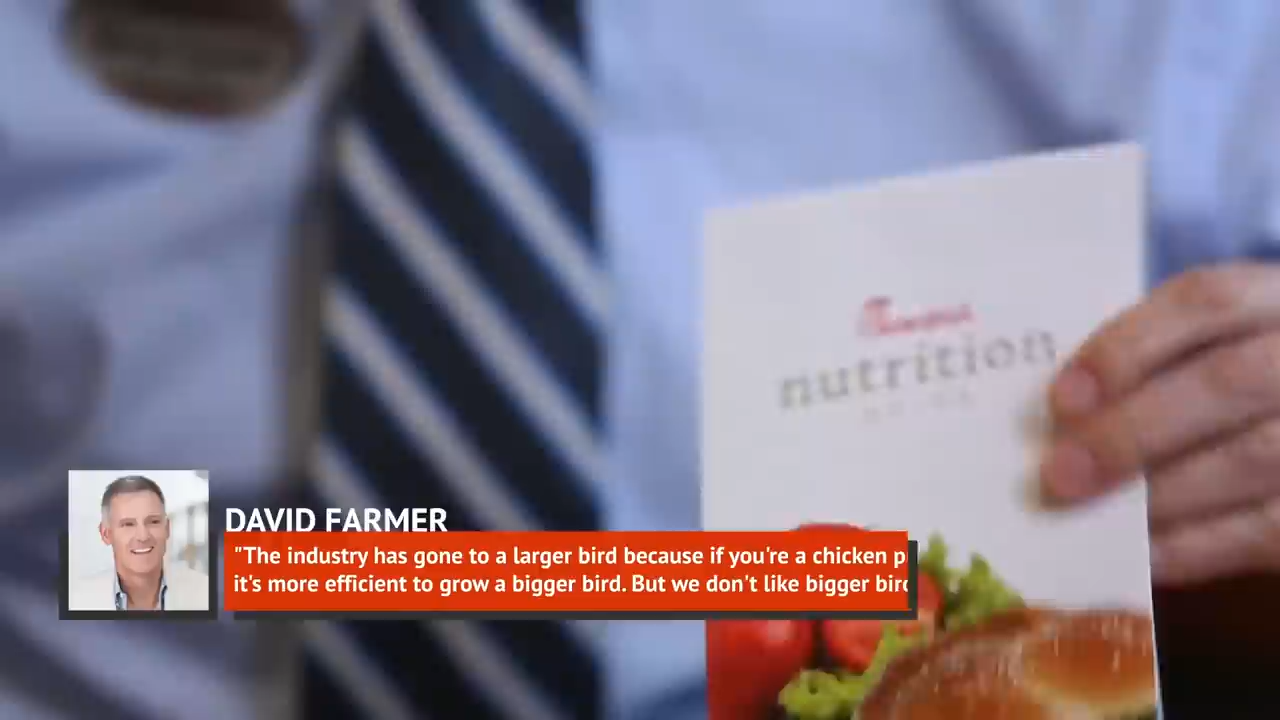 nutrition
DAVID FARMER
"The industry has gone to a larger bird because if you're a chicken p
it's more efficient to grow a bigger bird. But we don't like bigger bir